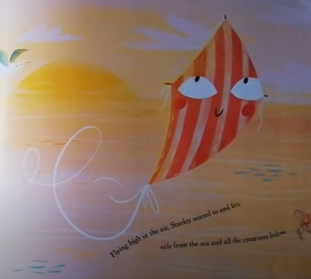 Flying high in the air, Stanley soared to and fro,
safe from the sea and all the creatures below.